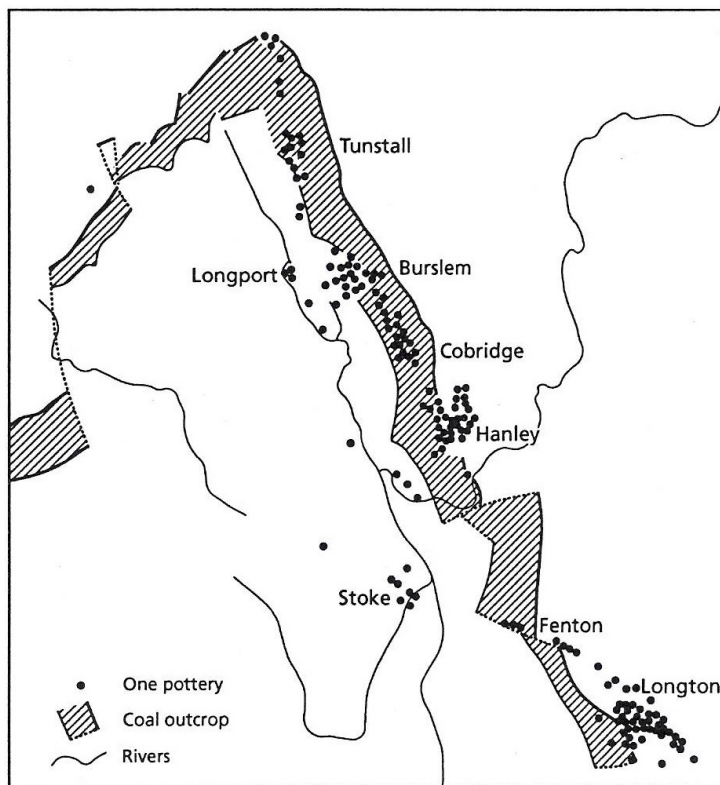 Tunstall
Longport
Burslem
Cobridge
Hanley
Stoke
Fenton
Longton
One pottery
Coal outcrop
Rivers